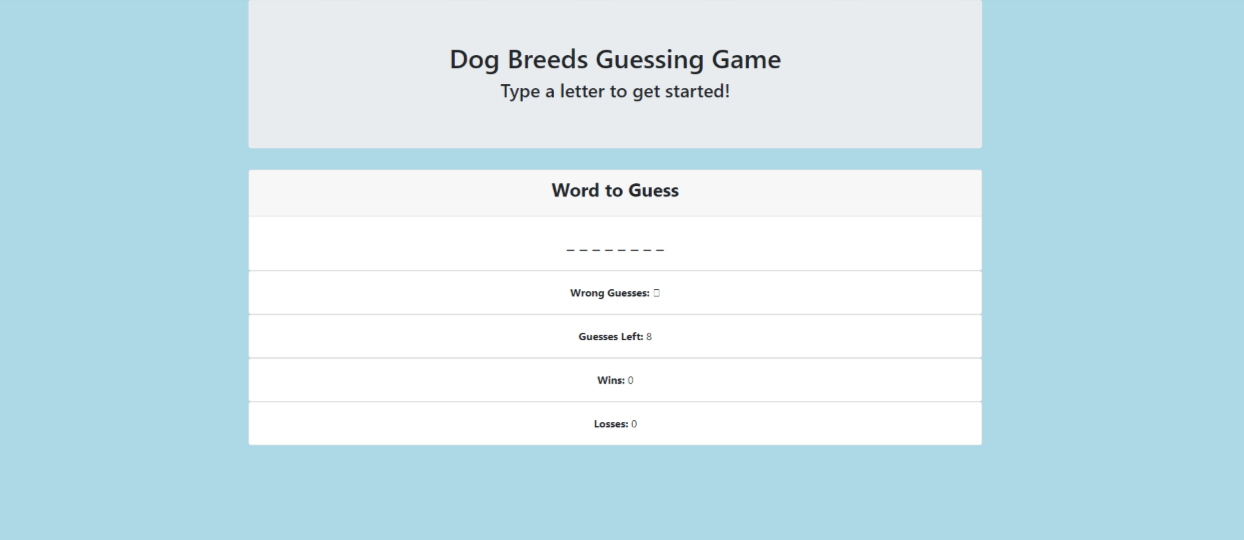 Dog Breeds Guessing Game
Type a letter to get started!
Word to Guess
_ _ _ _ _ _ _ _
Wrong Guesses: 
Guesses Left: 8
Wins: 0
Losses: 0